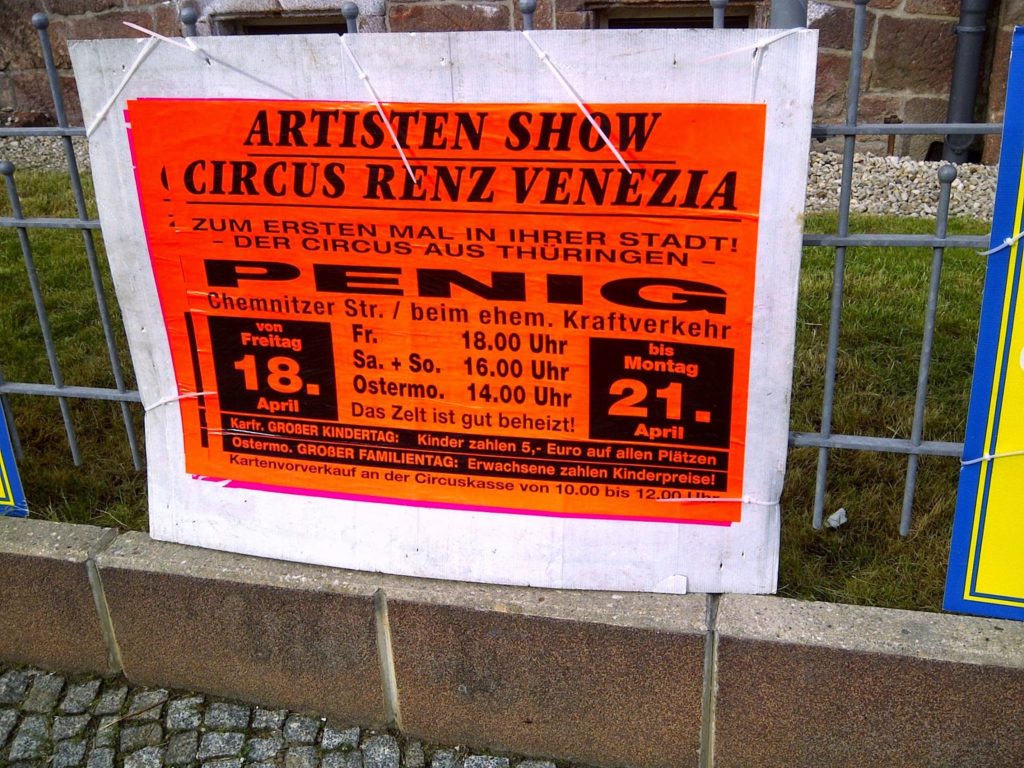 ARTISTEN SHOW
CIRCUS RENZ VENEZIA
ZUM ERSTEN MAL IN IHRER STADT!
- DER CIRCUS AUS THÜRINGEN -
PENIG
Chemnitzer Str. / beim ehem. Kraftverkehr
von
Freitag
18.
April
Fr. 18.00 Uhr
Sa. + So. 16.00 Uhr
Ostermo. 14.00 Uhr
Das Zelt ist gut beheizt!
bis
Montag
21.
April
Karfr. GROßER KINDERTAG: Kinder zahlen 5,- Euro auf allen Plätzen
Ostermo. GROßER FAMILIENTAG: Erwachsene zahlen Kinderpreise!
Kartenvorverkauf an der Circuskasse von 10.00 bis 12.00 Uhr